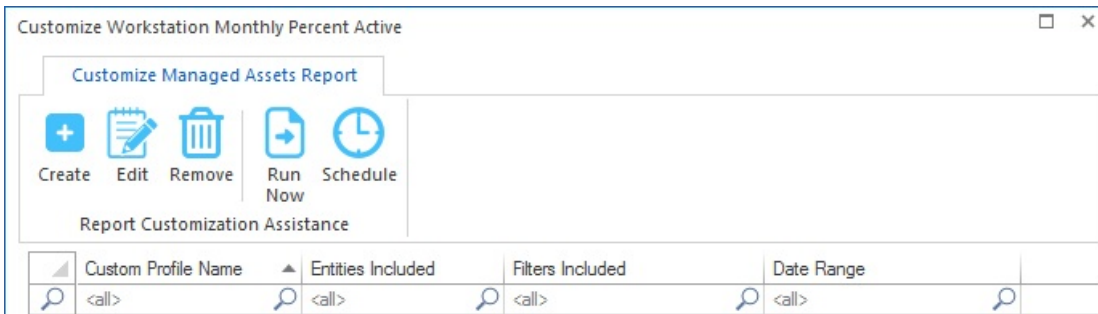 Customize Workstation Monthly Percent Active
Customize Managed Assets Report
Create Edit Remove Run Now Schedule
Report Customization Assistance
Custom Profile Name Entities Included Filters Included Date Range
<all> <all> <all> <all>